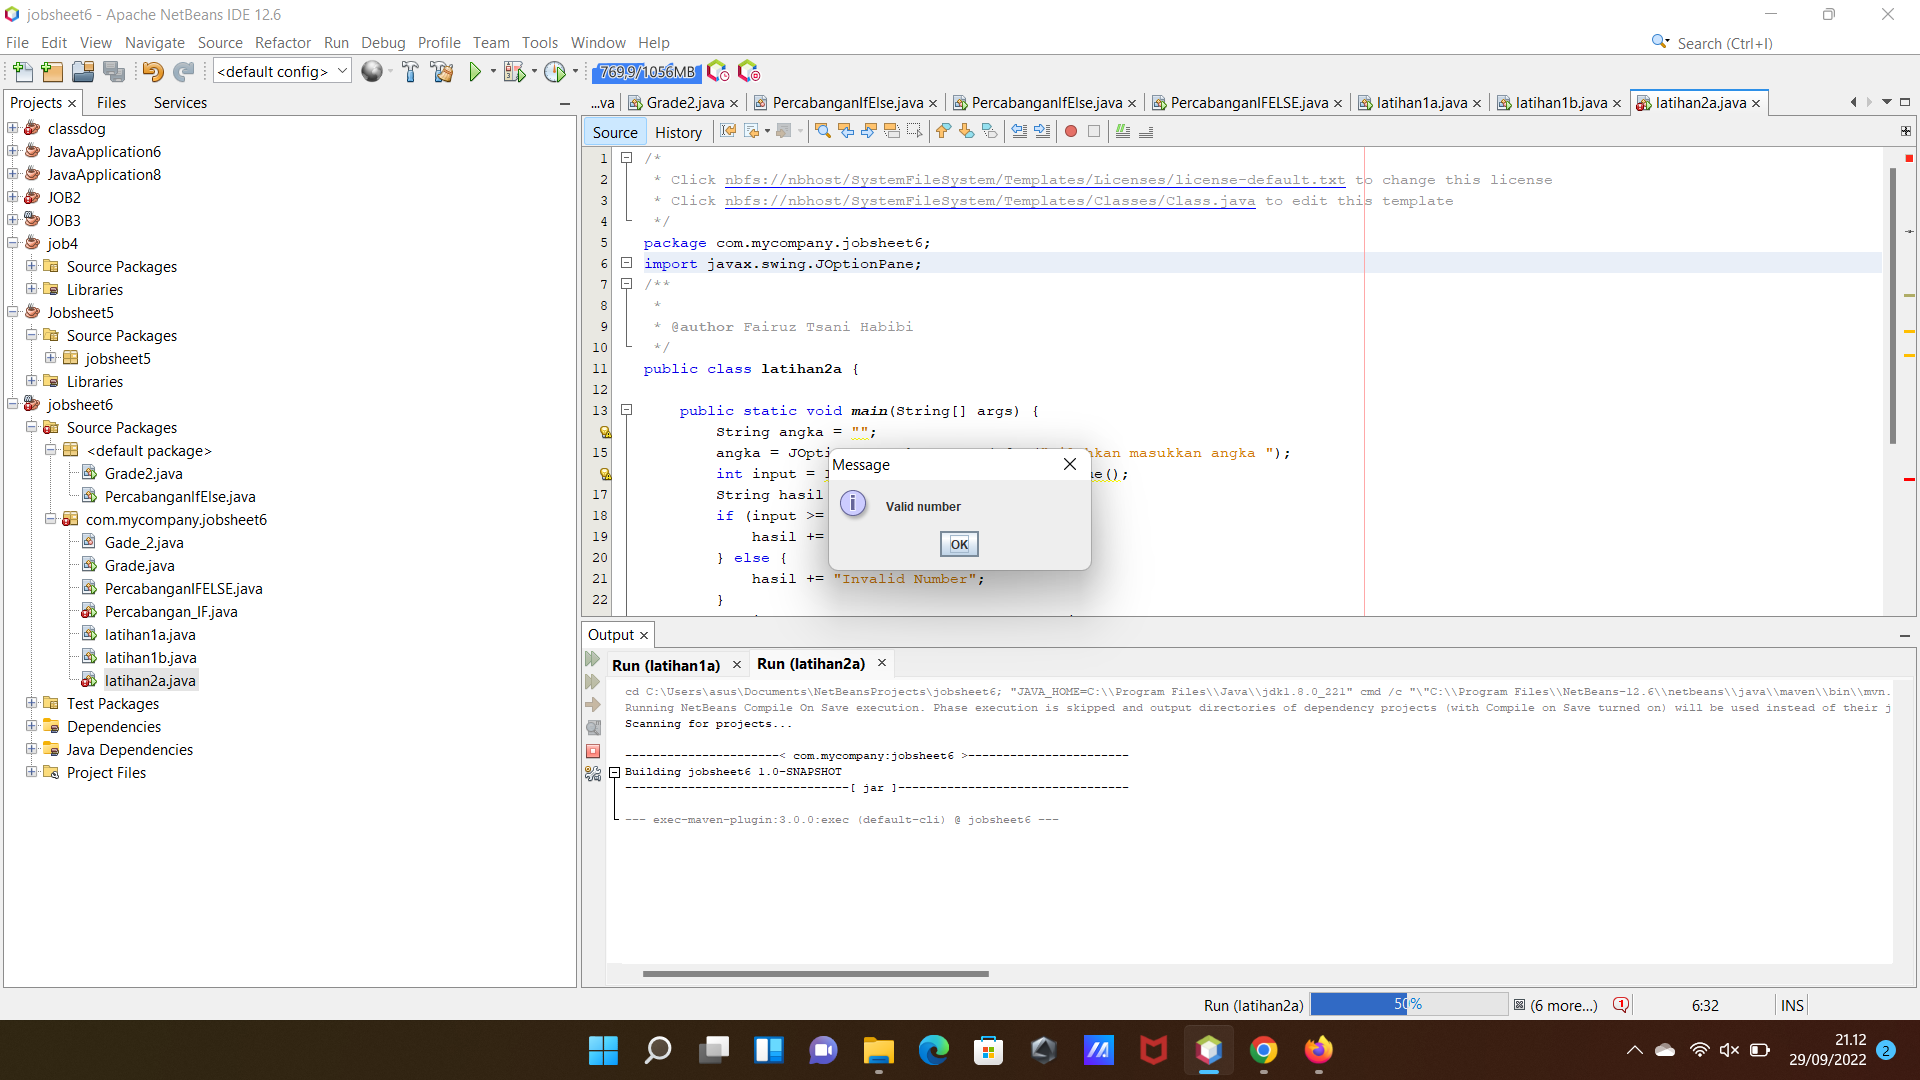 jobsheet6 - Apache NetBeans IDE 12.6
File Edit View Navigate Source Refactor Run Debug Profile Team Tools Window Help
Search (Ctrl+I)
<default config>
769,9/1056MB
Projects
Files
Services
classdog
JavaApplication6
JavaApplication8
JOB2
JOB3
job4
Source Packages
Libraries
Jobsheet5
Source Packages
jobsheet5
Libraries
jobsheet6
Source Packages
<default package>
Grade2.java
PercabanganIfElse.java
com.mycompany.jobsheet6
Gade_2.java
Grade.java
PercabanganIFELSE.java
Percabangan_IF.java
latihan1a.java
latihan1b.java
latihan2a.java
Test Packages
Dependencies
Java Dependencies
Project Files
...va Grade2.java PercabanganIfElse.java PercabanganIfElse.java PercabanganIFELSE.java latihan1a.java latihan1b.java latihan2a.java
Source History
1 /*
2 * Click nbfs://nbhost/SystemFileSystem/Templates/Licenses/license-default.txt to change this license
3 * Click nbfs://nbhost/SystemFileSystem/Templates/Classes/Class.java to edit this template
4 */
5 package com.mycompany.jobsheet6;
6 import javax.swing.JOptionPane;
7 /**
8 *
9 * @author Fairuz Tsani Habibi
10 */
11 public class latihan2a {
12
13 public static void main(String[] args) {
String angka = "";
15 angka = JOpti hkan masukkan angka ");
int input = ue();
17 String hasil
18 if (input >=
19 hasil +=
20 } else {
21 hasil += "Invalid Number";
22 }
Message
Valid number
OK
Output
Run (latihan1a) Run (latihan2a)
cd C:\Users\asus\Documents\NetBeansProjects\jobsheet6; "JAVA_HOME=C:\\Program Files\\Java\\jdk1.8.0_221" cmd /c "\"C:\\Program Files\\NetBeans-12.6\\netbeans\\java\\maven\\bin\\mvn.
Running NetBeans Compile On Save execution. Phase execution is skipped and output directories of dependency projects (with Compile on Save turned on) will be used instead of their j
Scanning for projects...
----------------------< com.mycompany:jobsheet6 >-----------------------
Building jobsheet6 1.0-SNAPSHOT
--------------------------------[ jar ]---------------------------------
--- exec-maven-plugin:3.0.0:exec (default-cli) @ jobsheet6 ---
Run (latihan2a) 50% (6 more...) 1 6:32 INS
21.12
29/09/2022
2